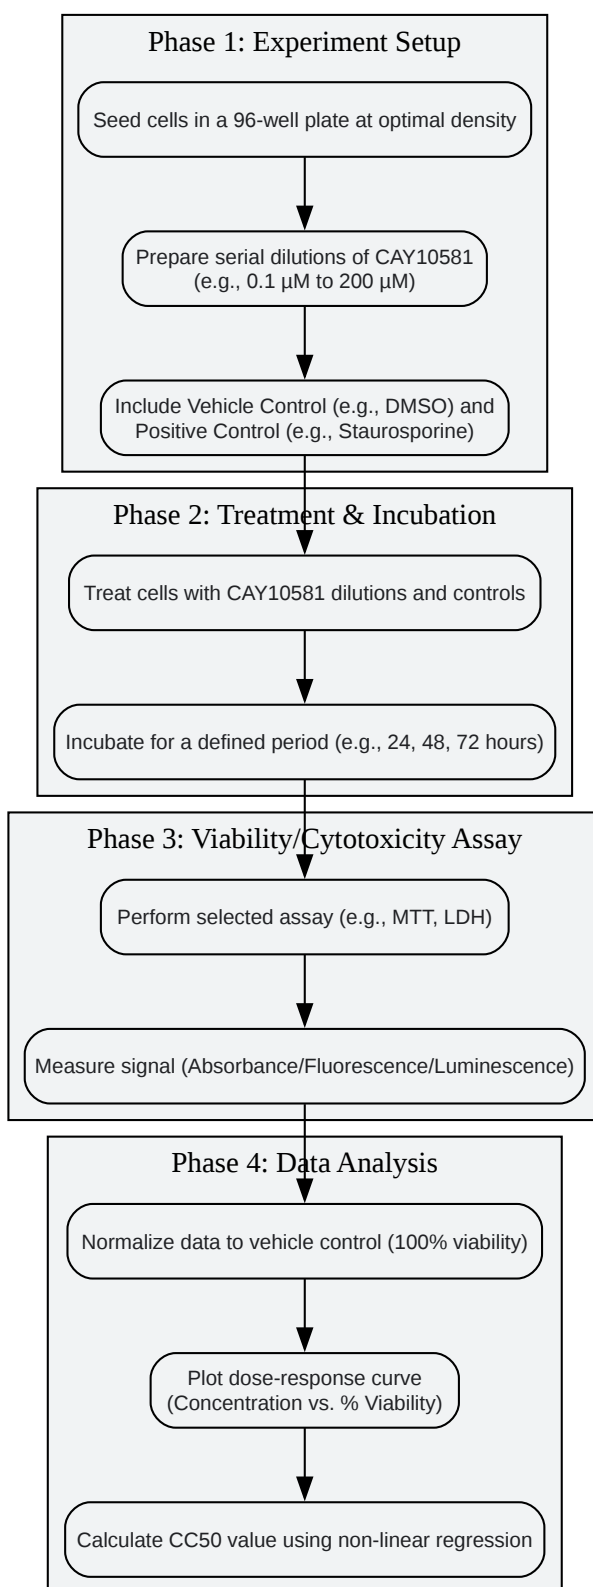 Phase 1: Experiment Setup
Seed cells in a 96-well plate at optimal density
Prepare serial dilutions of CAY10581
(e.g., 0.1 µM to 200 µM)
Include Vehicle Control (e.g., DMSO) and
Positive Control (e.g., Staurosporine)
Phase 2: Treatment & Incubation
Treat cells with CAY10581 dilutions and controls
Incubate for a defined period (e.g., 24, 48, 72 hours)
Phase 3: Viability/Cytotoxicity Assay
Perform selected assay (e.g., MTT, LDH)
Measure signal (Absorbance/Fluorescence/Luminescence)
Phase 4: Data Analysis
Normalize data to vehicle control (100% viability)
Plot dose-response curve
(Concentration vs. % Viability)
Calculate CC50 value using non-linear regression